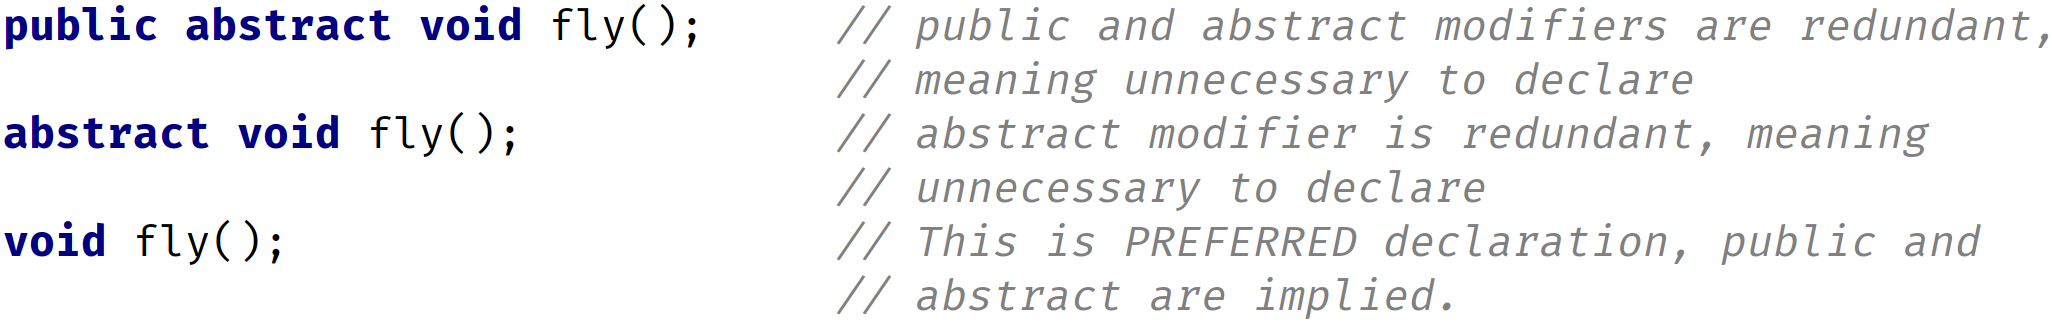 public abstract void fly(); // public and abstract modifiers are redundant,
// meaning unnecessary to declare
abstract void fly(); // abstract modifier is redundant, meaning
// unnecessary to declare
void fly(); // This is PREFERRED declaration, public and
// abstract are implied.